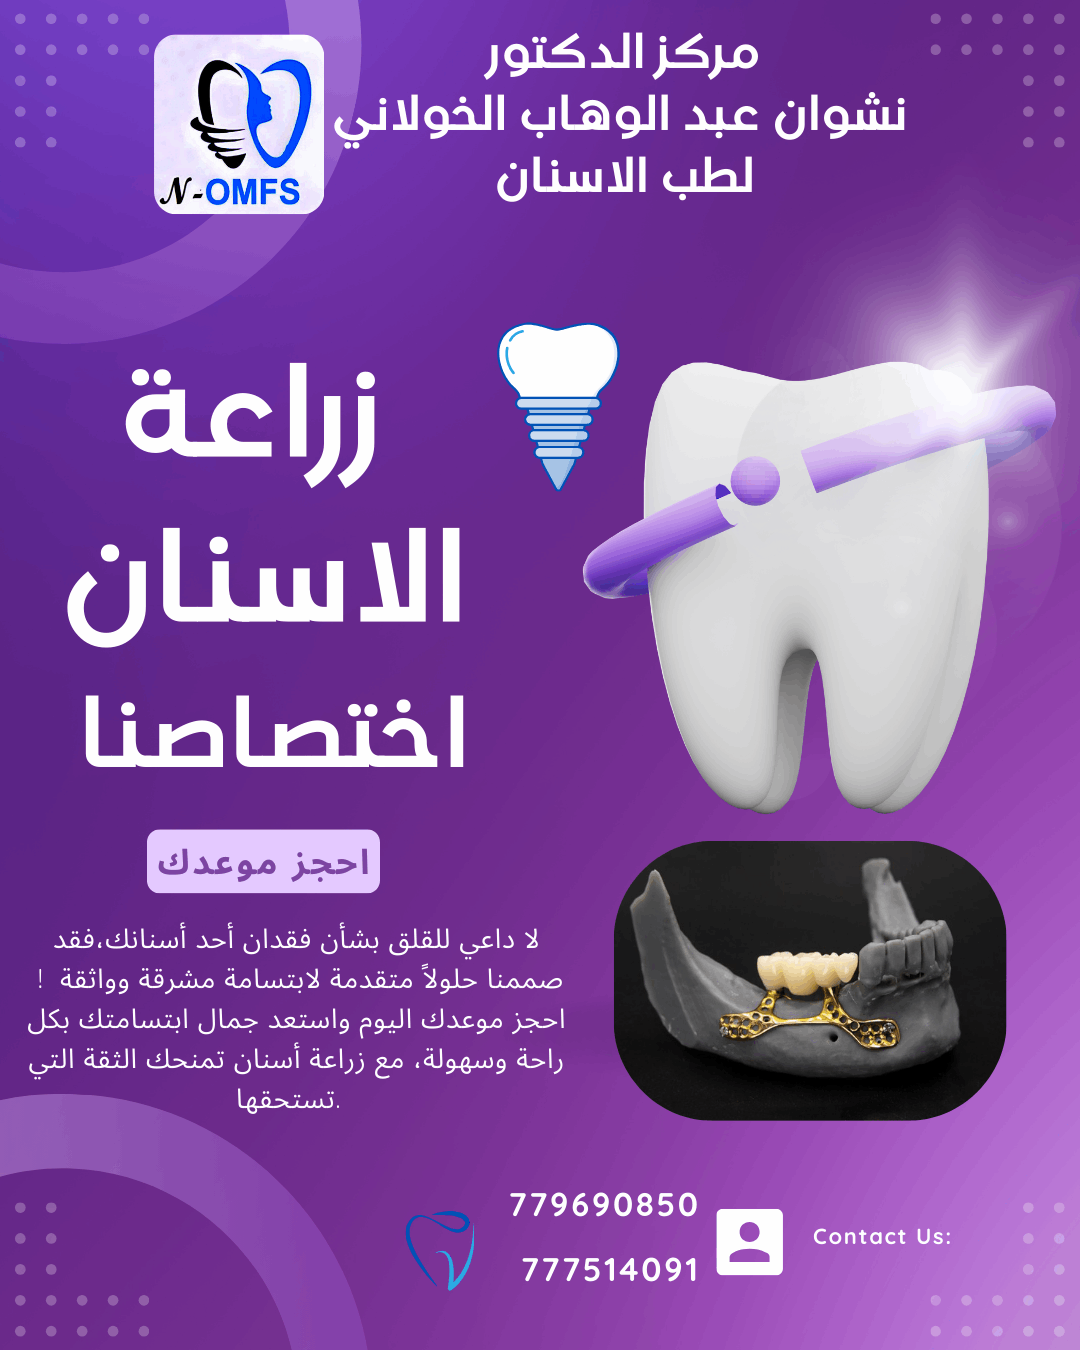 مركز الدكتور
نشوان عبد الوهاب الخولاني
لطب الاسنان
N-OMFS
زراعة
الاسنان
اختصاصنا
احجز موعدك
لا داعي للقلق بشأن فقدان أحد أسنانك،فقد
صممنا حلولاً متقدمة لابتسامة مشرقة وواثقة !
احجز موعدك اليوم واستعد جمال ابتسامتك بكل
راحة وسهولة، مع زراعة أسنان تمنحك الثقة التي
.تستحقها
779690850
Contact Us:
777514091